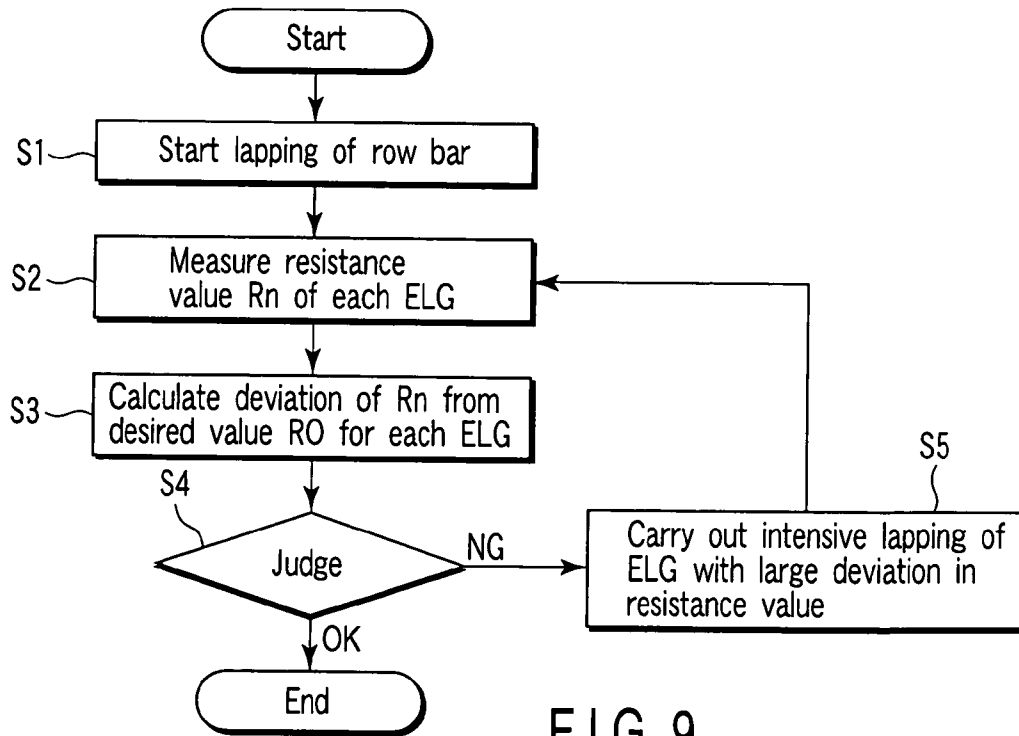 Start
S1
Start lapping of row bar
S2
Measure resistance
value Rn of each ELG
S3
Calculate deviation of Rn from
desired value RO for each ELG
S4
Judge
NG
S5
Carry out intensive lapping of
ELG with large deviation in
resistance value
OK
End
FIG. 9